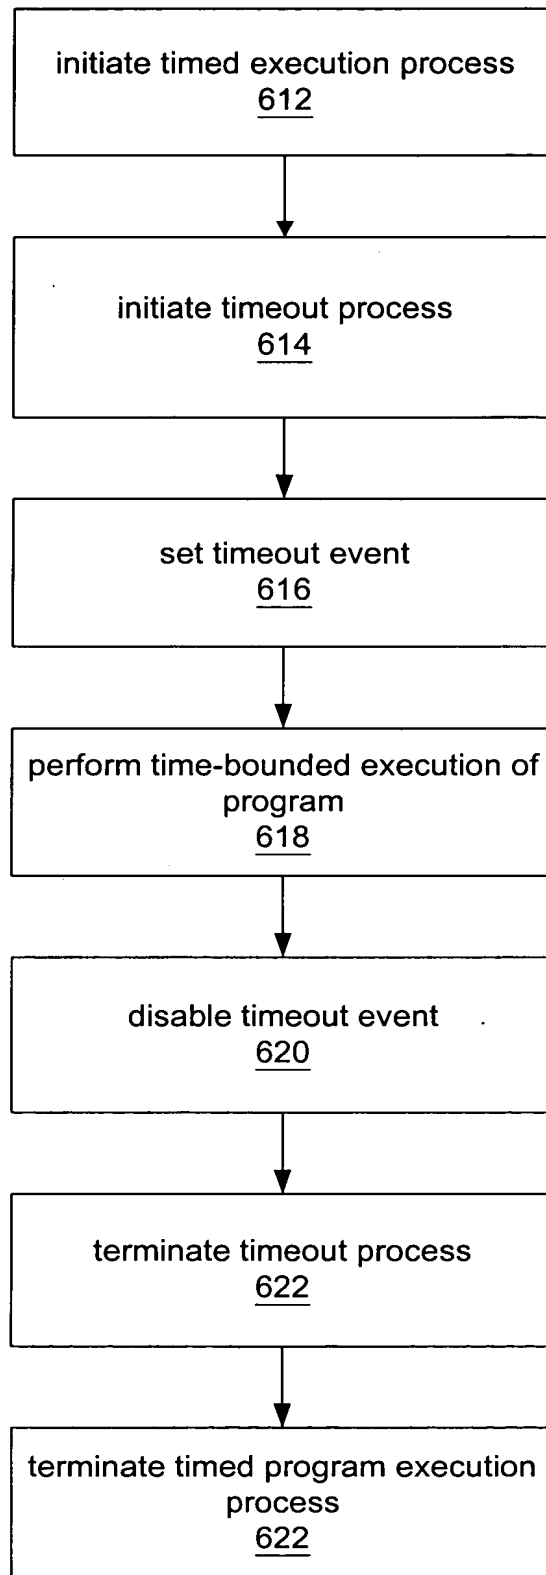 initiate timed execution process
612
initiate timeout process
614
set timeout event
616
perform time-bounded execution of
program
618
disable timeout event
620
terminate timeout process
622
terminate timed program execution
process
622